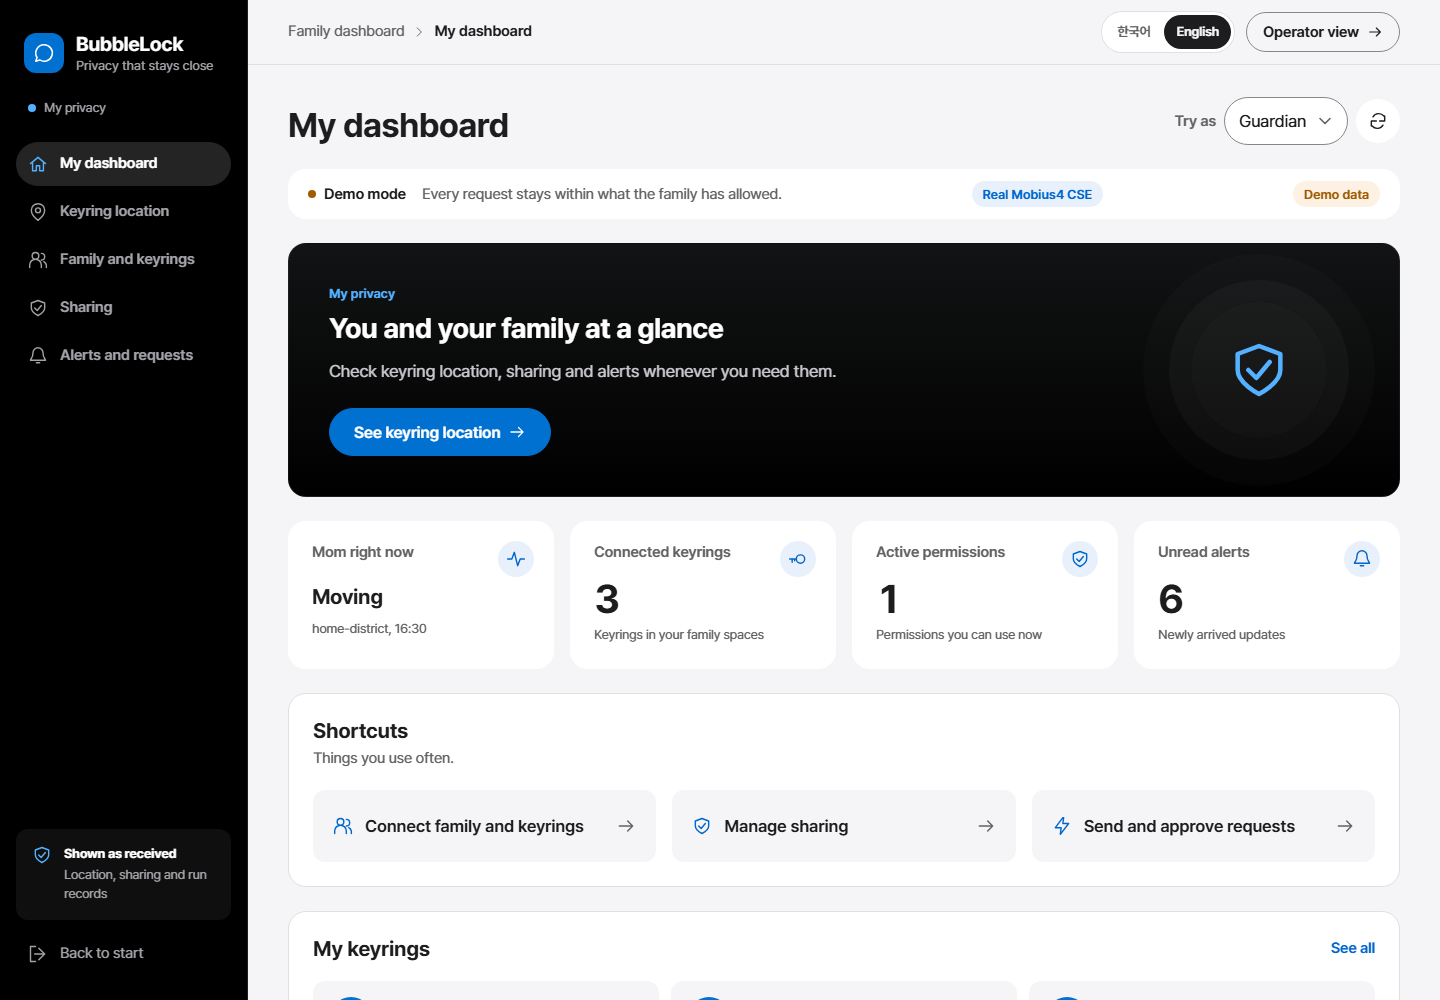 BubbleLock
Privacy that stays close
My privacy
My dashboard
Keyring location
Family and keyrings
Sharing
Alerts and requests
Shown as received
Location, sharing and run
records
Back to start
Family dashboard > My dashboard
한국어 English
Operator view
My dashboard
Try as
Guardian
Demo mode Every request stays within what the family has allowed.
Real Mobius4 CSE
Demo data
My privacy
You and your family at a glance
Check keyring location, sharing and alerts whenever you need them.
See keyring location
Mom right now
Moving
home-district, 16:30
Connected keyrings
3
Keyrings in your family spaces
Active permissions
1
Permissions you can use now
Unread alerts
6
Newly arrived updates
Shortcuts
Things you use often.
Connect family and keyrings
Manage sharing
Send and approve requests
My keyrings
See all